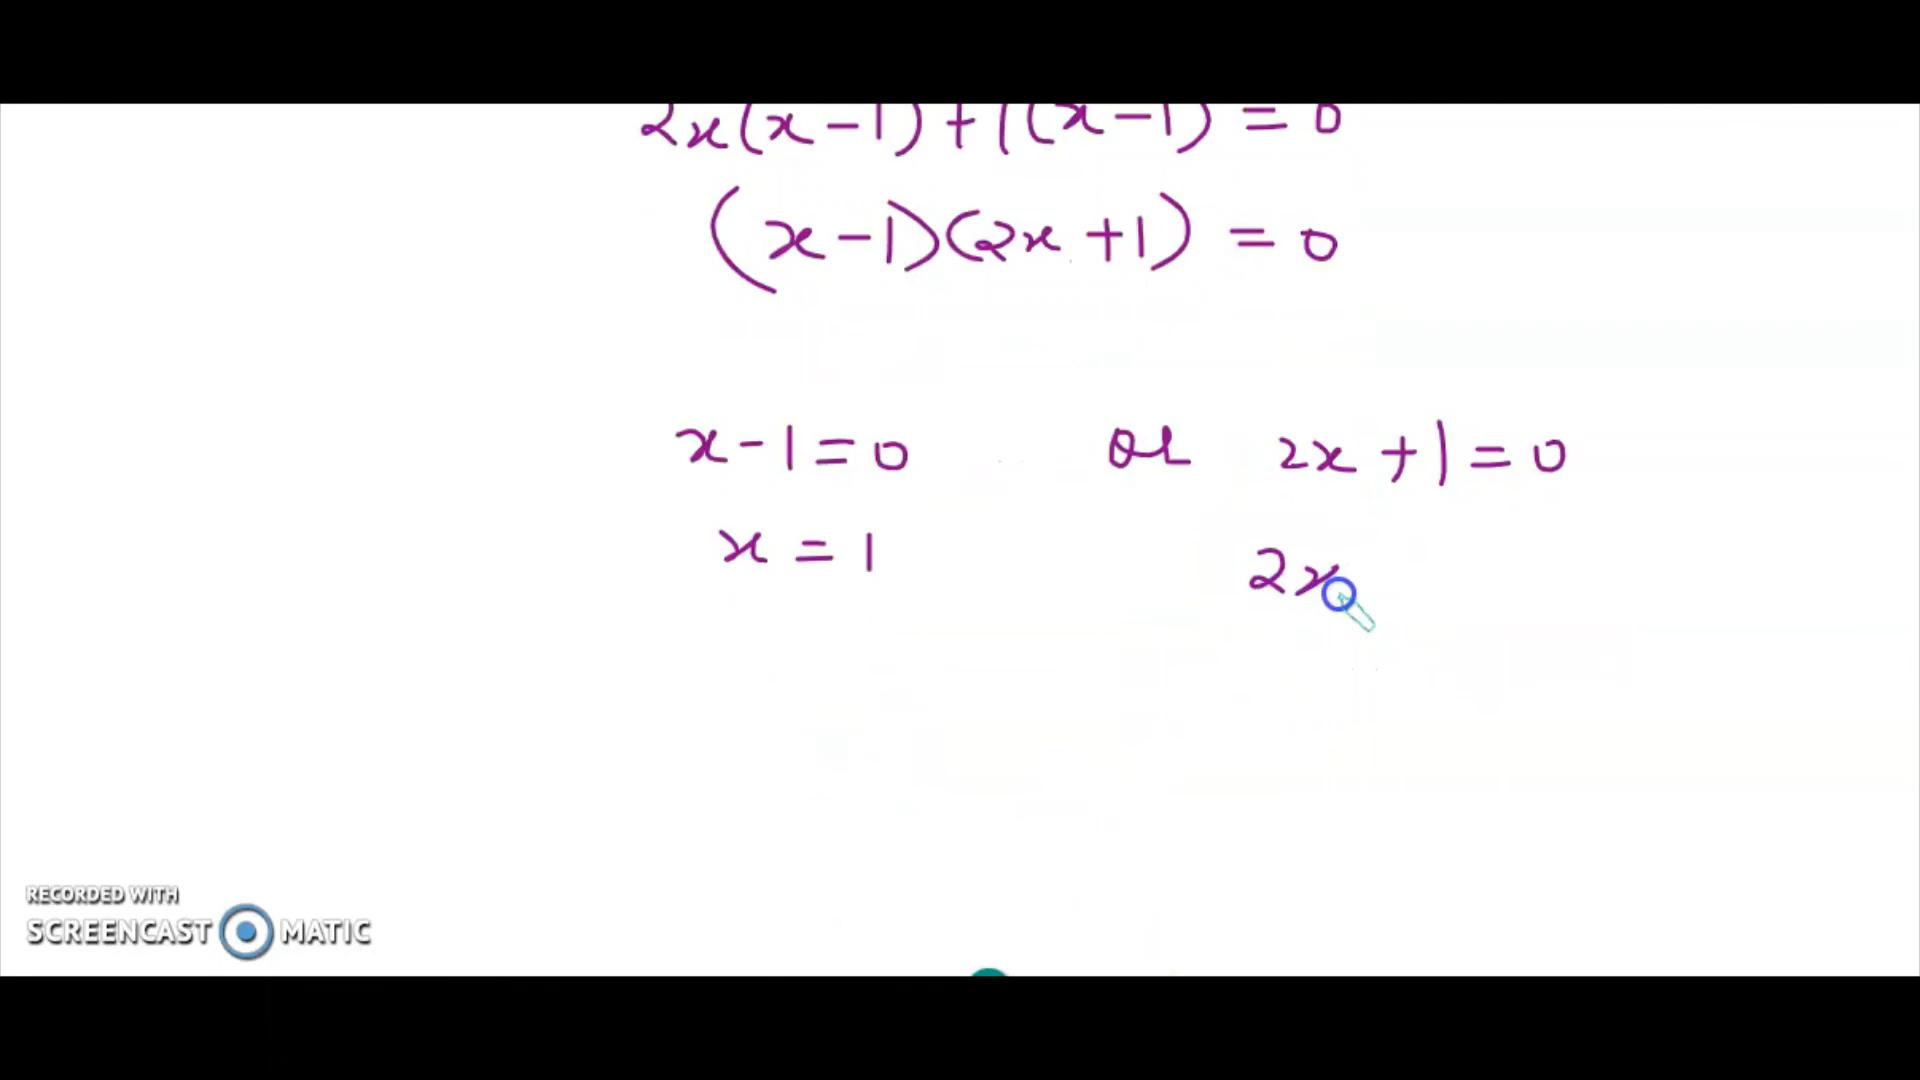 2x(x-1)+1(x-1)=0
(x-1)(2x+1)=0
x-1=0 or 2x+1=0
x=1 2x
RECORDED WITH
SCREENCAST MATIC